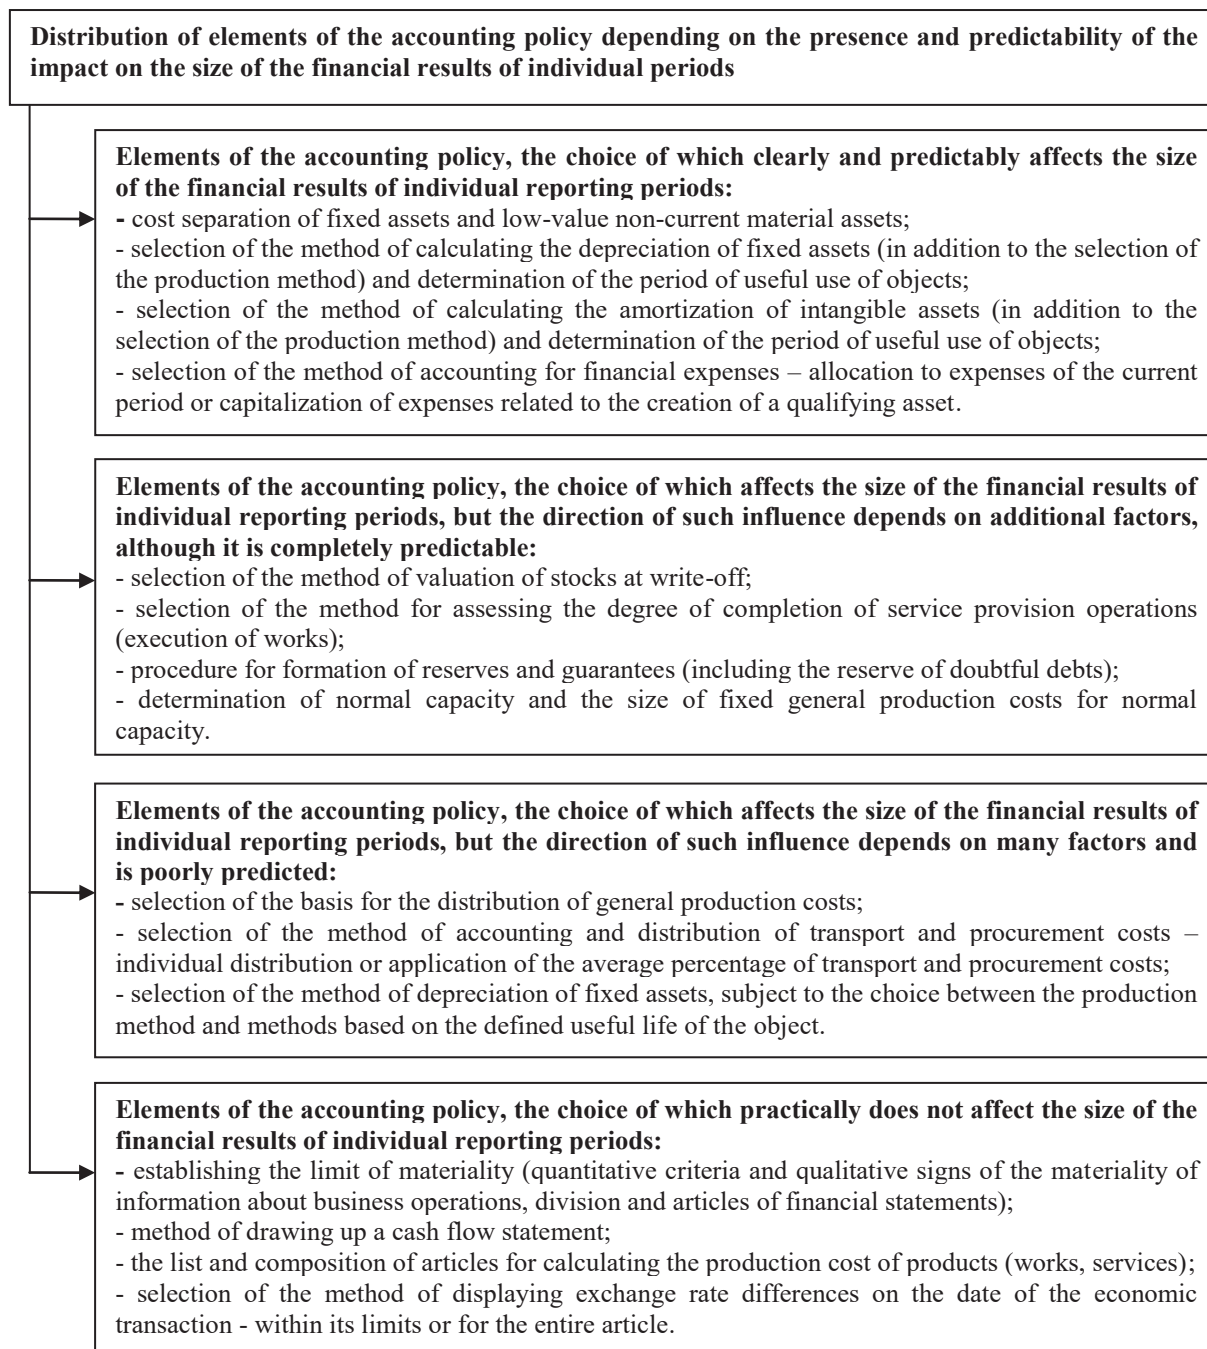 Distribution of elements of the accounting policy depending on the presence and predictability of the
impact on the size of the financial results of individual periods
Elements of the accounting policy, the choice of which clearly and predictably affects the size
of the financial results of individual reporting periods:
- cost separation of fixed assets and low-value non-current material assets;
- selection of the method of calculating the depreciation of fixed assets (in addition to the selection of
the production method) and determination of the period of useful use of objects;
- selection of the method of calculating the amortization of intangible assets (in addition to the
selection of the production method) and determination of the period of useful use of objects;
- selection of the method of accounting for financial expenses – allocation to expenses of the current
period or capitalization of expenses related to the creation of a qualifying asset.
Elements of the accounting policy, the choice of which affects the size of the financial results of
individual reporting periods, but the direction of such influence depends on additional factors,
although it is completely predictable:
- selection of the method of valuation of stocks at write-off;
- selection of the method for assessing the degree of completion of service provision operations
(execution of works);
- procedure for formation of reserves and guarantees (including the reserve of doubtful debts);
- determination of normal capacity and the size of fixed general production costs for normal
capacity.
Elements of the accounting policy, the choice of which affects the size of the financial results of
individual reporting periods, but the direction of such influence depends on many factors and
is poorly predicted:
- selection of the basis for the distribution of general production costs;
- selection of the method of accounting and distribution of transport and procurement costs –
individual distribution or application of the average percentage of transport and procurement costs;
- selection of the method of depreciation of fixed assets, subject to the choice between the production
method and methods based on the defined useful life of the object.
Elements of the accounting policy, the choice of which practically does not affect the size of the
financial results of individual reporting periods:
- establishing the limit of materiality (quantitative criteria and qualitative signs of the materiality of
information about business operations, division and articles of financial statements);
- method of drawing up a cash flow statement;
- the list and composition of articles for calculating the production cost of products (works, services);
- selection of the method of displaying exchange rate differences on the date of the economic
transaction - within its limits or for the entire article.